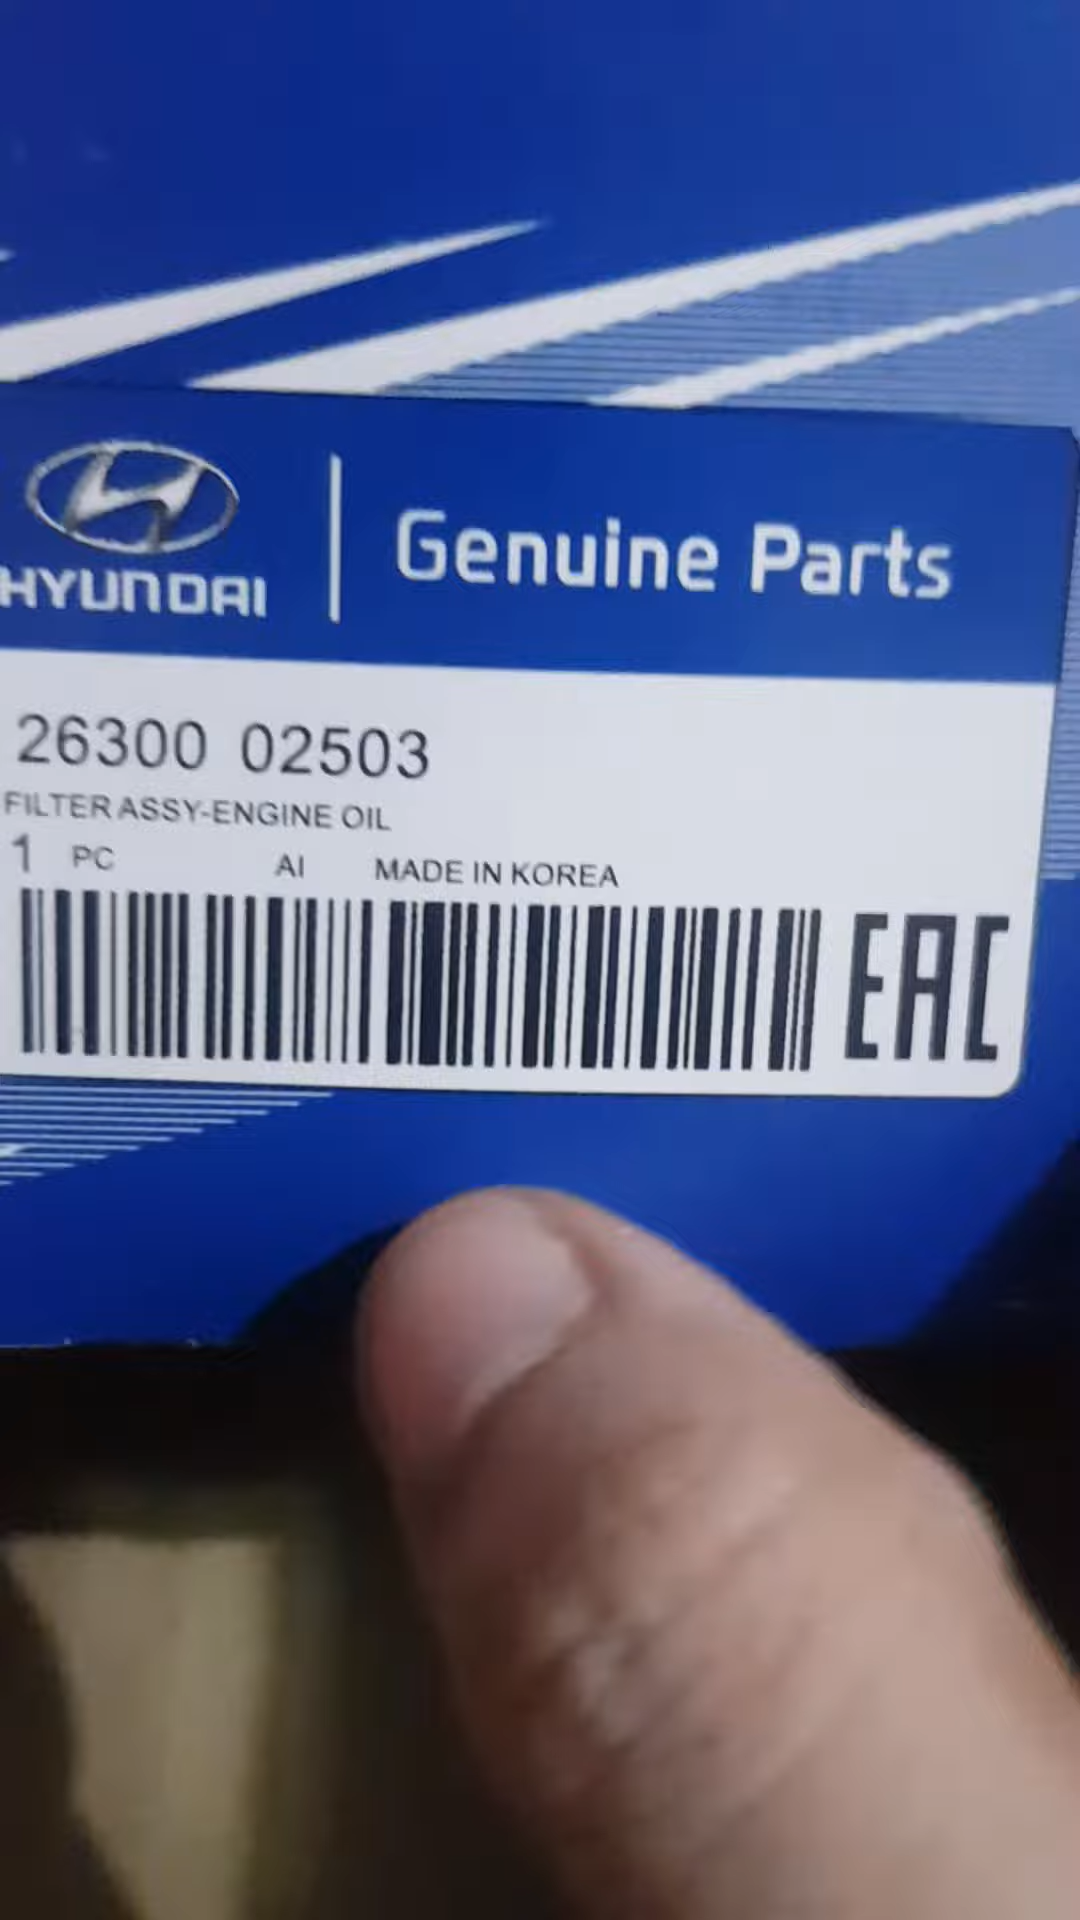 HYUNDAI
Genuine Parts
26300 02503
FILTER ASSY-ENGINE OIL
1 PC AI MADE IN KOREA
EAC